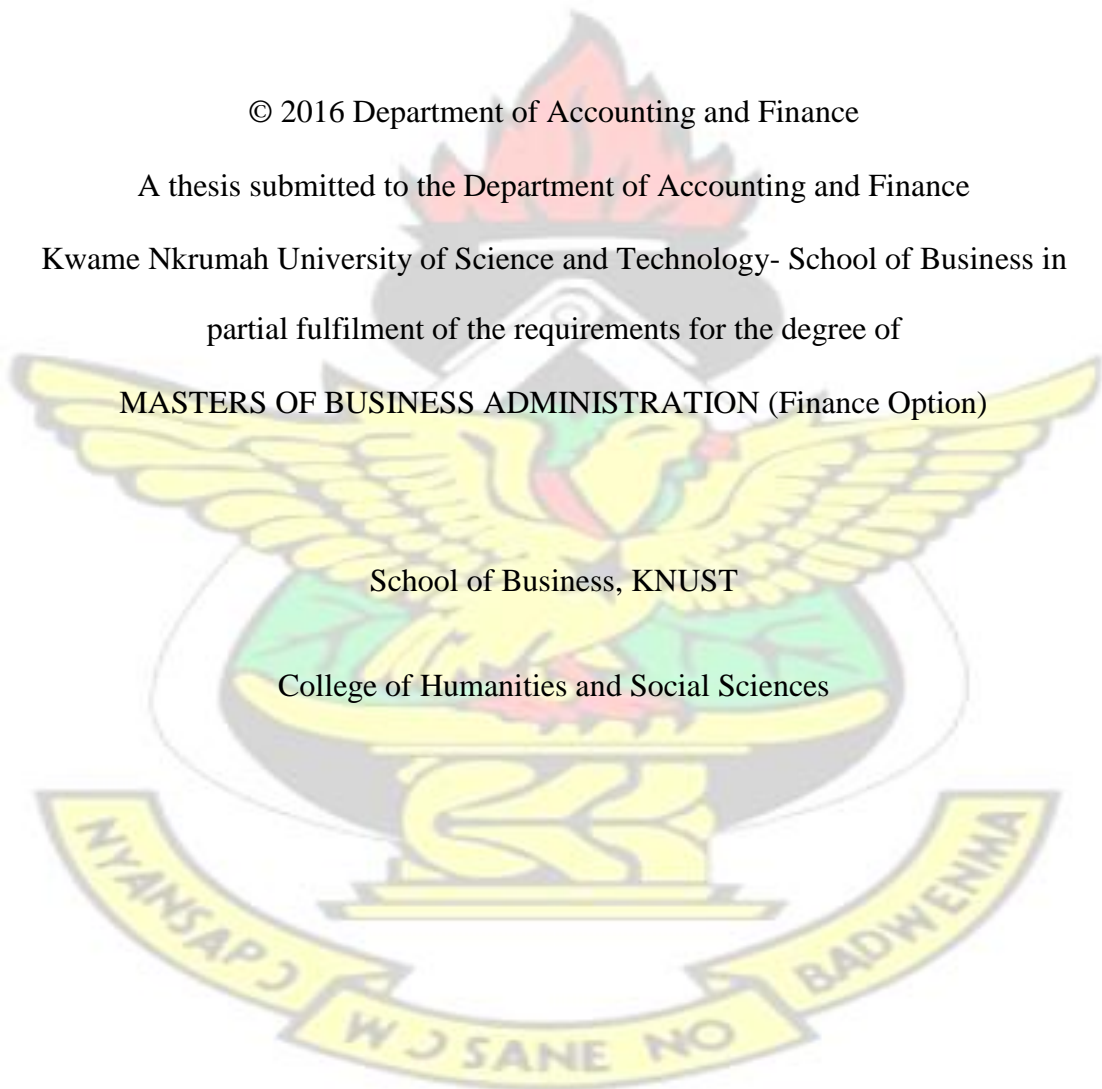 © 2016 Department of Accounting and Finance
A thesis submitted to the Department of Accounting and Finance
Kwame Nkrumah University of Science and Technology- School of Business in
partial fulfilment of the requirements for the degree of
MASTERS OF BUSINESS ADMINISTRATION (Finance Option)
School of Business, KNUST
College of Humanities and Social Sciences
NYANSAPƆ
WƆSANE NO
BADWENMA